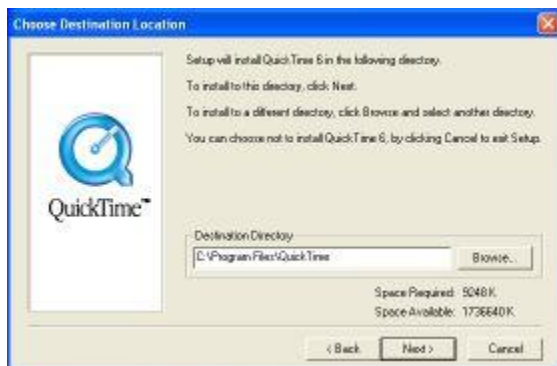 Choose Destination Location
Setup will install QuickTime 6 in the following directory.
To install to this directory, click Next.
To install to a different directory, click Browse and select another directory.
You can choose not to install QuickTime 6, by clicking Cancel to exit Setup.
QuickTime™
Destination Directory
C:\Program Files\QuickTime
Browse...
Space Required: 9248 K
Space Available: 1736640 K
< Back
Next >
Cancel